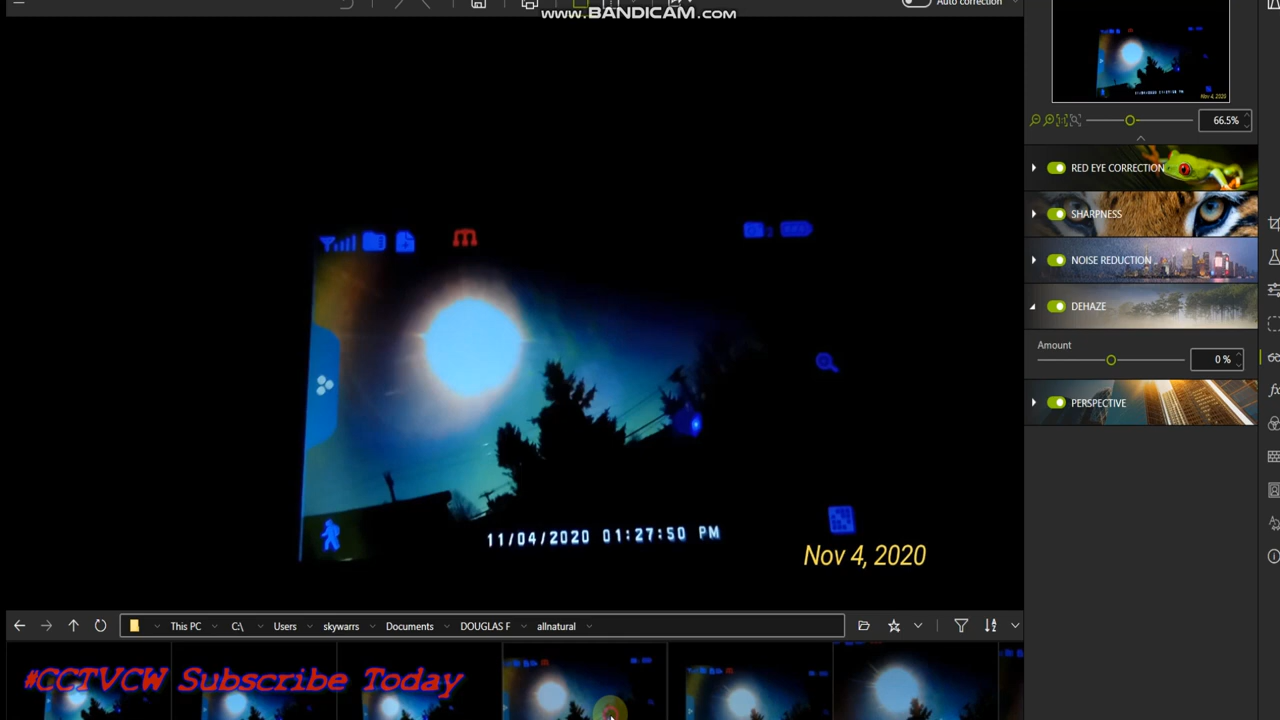 Auto correction
www.BANDICAM.com
66.5%
RED EYE CORRECTION
SHARPNESS
NOISE REDUCTION
DEHAZE
Amount
0 %
PERSPECTIVE
11/04/2020 01:27:50 PM
Nov 4, 2020
This PC
C:\
Users
skywarrs
Documents
DOUGLAS F
allnatural
#CCTVCW Subscribe Today